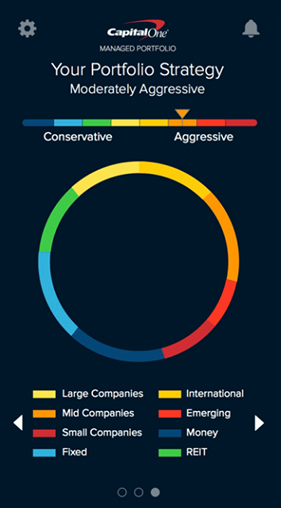 Capital One
MANAGED PORTFOLIO
Your Portfolio Strategy
Moderately Aggressive
Conservative Aggressive
Large Companies International
Mid Companies Emerging
Small Companies Money
Fixed REIT